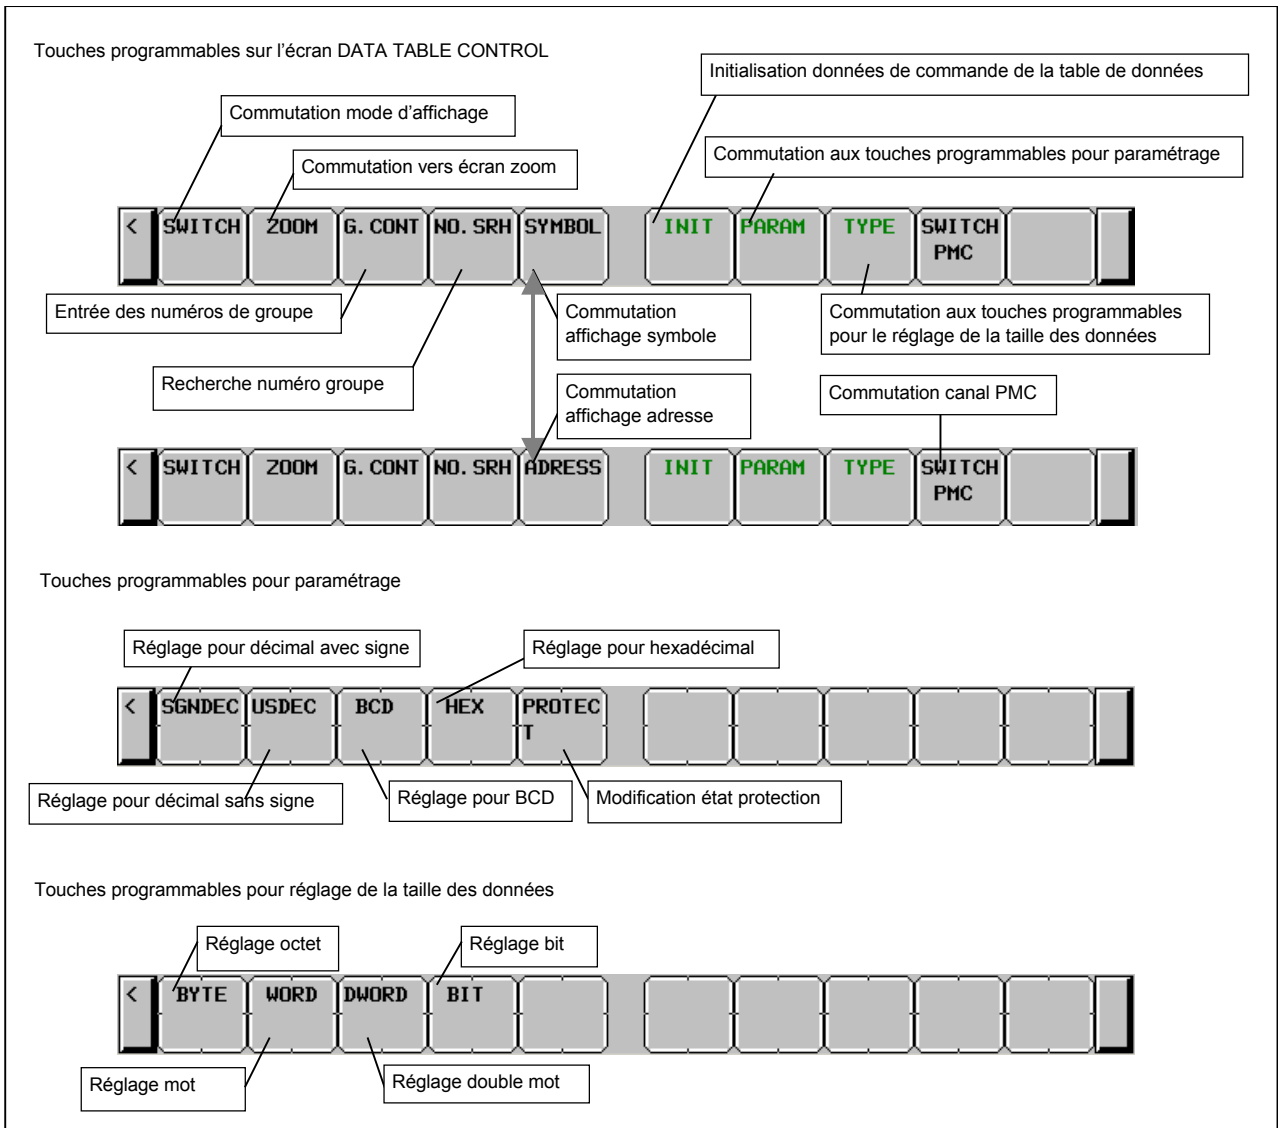 Touches programmables sur l'écran DATA TABLE CONTROL
Initialisation données de commande de la table de données
Commutation mode d'affichage
Commutation aux touches programmables pour paramétrage
Commutation vers écran zoom
< SWITCH ZOOM G. CONT NO. SRH SYMBOL INIT PARAM TYPE SWITCH PMC
Entrée des numéros de groupe
Commutation
affichage symbole
Commutation aux touches programmables
pour le réglage de la taille des données
Recherche numéro groupe
Commutation
affichage adresse
Commutation canal PMC
< SWITCH ZOOM G. CONT NO. SRH ADRESS INIT PARAM TYPE SWITCH PMC
Touches programmables pour paramétrage
Réglage pour décimal avec signe
Réglage pour hexadécimal
< SGNDEC USDEC BCD HEX PROTEC
T
Réglage pour décimal sans signe
Réglage pour BCD
Modification état protection
Touches programmables pour réglage de la taille des données
Réglage octet
Réglage bit
< BYTE WORD DWORD BIT
Réglage mot
Réglage double mot